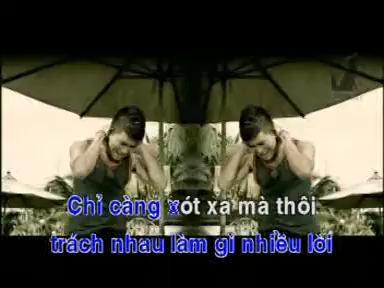 Chỉ càng xót xa mà thôi
trách nhau làm gì nhiều lời